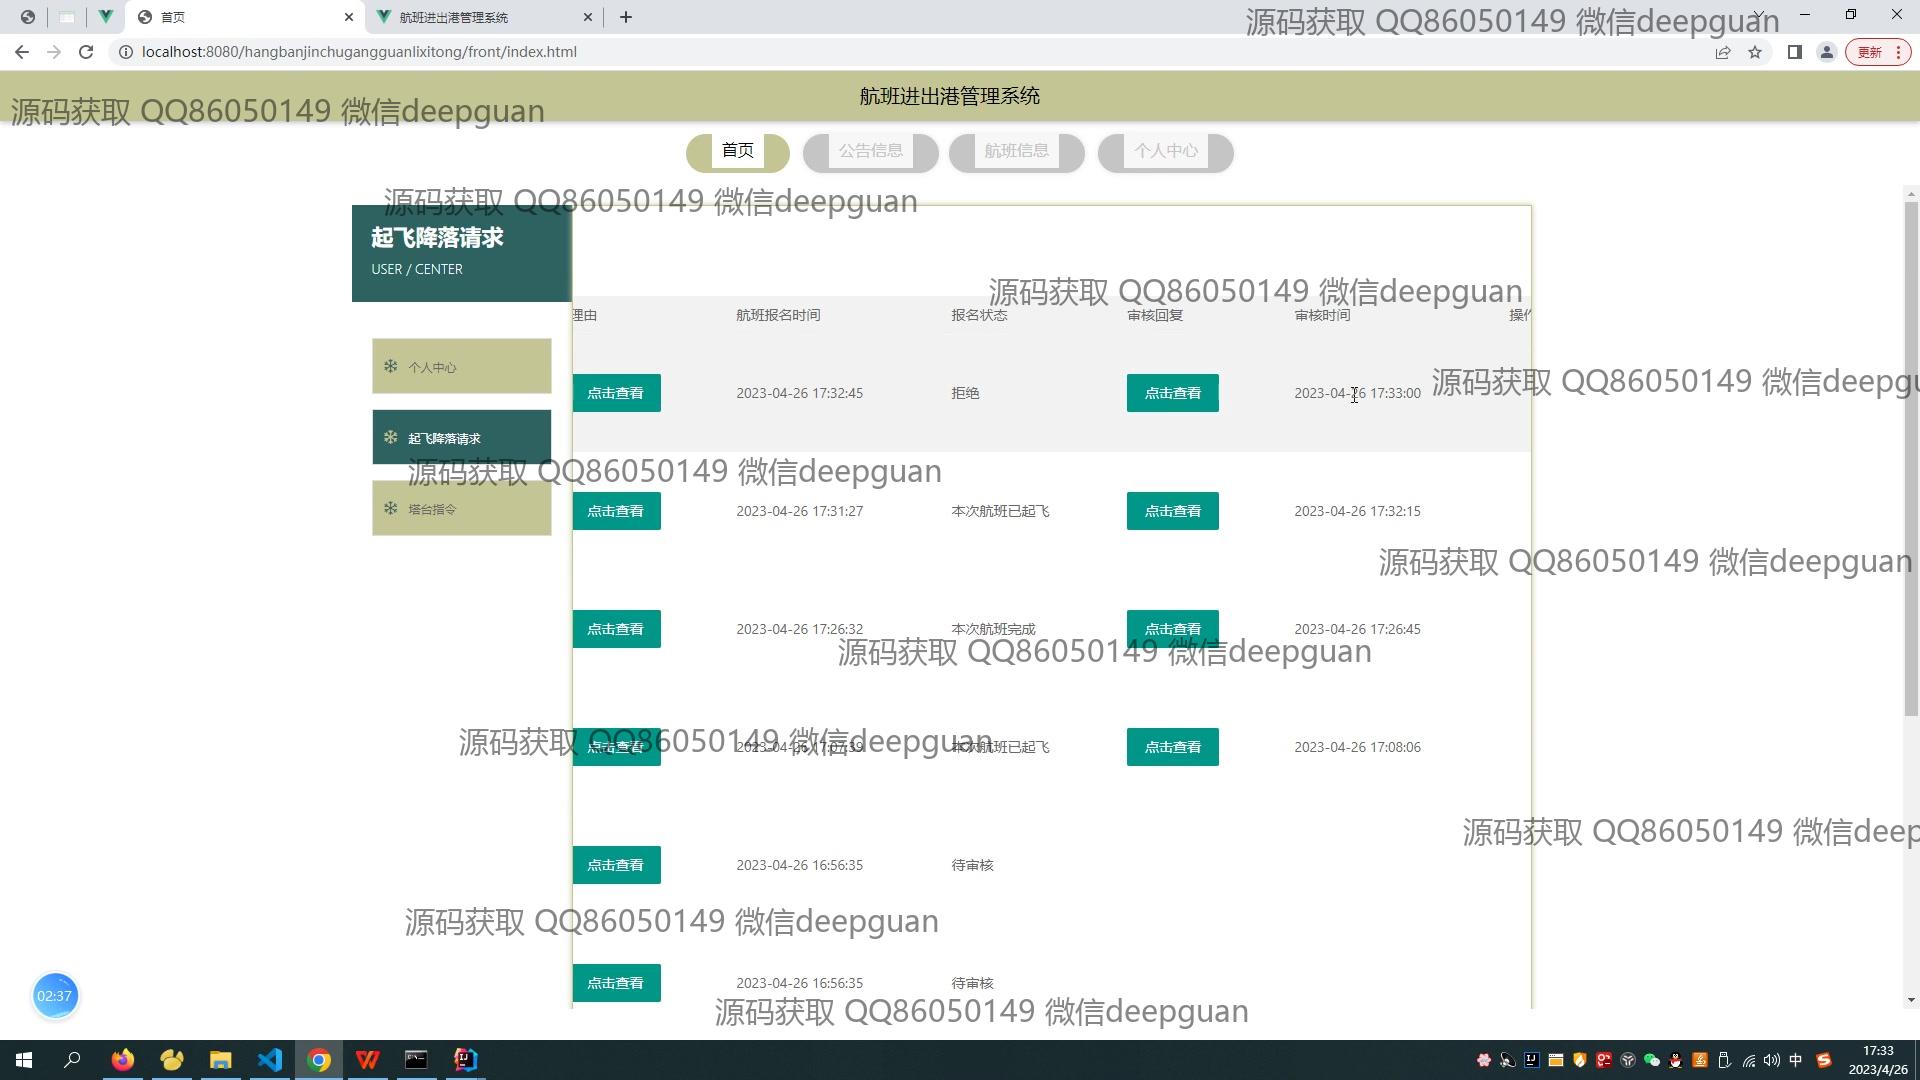 首页
航班进出港管理系统
源码获取 QQ86050149 微信deepguan
localhost:8080/hangbanjinchugangguanlixitong/front/index.html
更新
航班进出港管理系统
源码获取 QQ86050149 微信deepguan
首页 公告信息 航班信息 个人中心
源码获取 QQ86050149 微信deepguan
起飞降落请求
USER / CENTER
源码获取 QQ86050149 微信deepguan
理由 航班报名时间 报名状态 审核回复 审核时间 操作
个人中心
点击查看 2023-04-26 17:32:45 拒绝 点击查看 2023-04-26 17:33:00
源码获取 QQ86050149 微信deepgu
起飞降落请求
源码获取 QQ86050149 微信deepguan
塔台指令
点击查看 2023-04-26 17:31:27 本次航班已起飞 点击查看 2023-04-26 17:32:15
源码获取 QQ86050149 微信deepguan
点击查看 2023-04-26 17:26:32 本次航班完成 点击查看 2023-04-26 17:26:45
源码获取 QQ86050149 微信deepguan
源码获取 QQ86050149 微信deepguan
点击查看 2023-04-26 17:07:39 本次航班已起飞 点击查看 2023-04-26 17:08:06
源码获取 QQ86050149 微信deep
点击查看 2023-04-26 16:56:35 待审核
源码获取 QQ86050149 微信deepguan
点击查看 2023-04-26 16:56:35 待审核
02:37
源码获取 QQ86050149 微信deepguan
中
17:33
2023/4/26